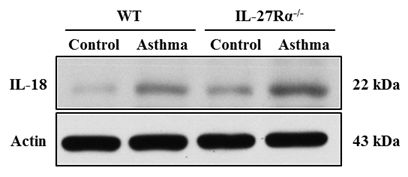 WT IL-27Rα-/-
Control Asthma Control Asthma
IL-18 22 kDa
Actin 43 kDa